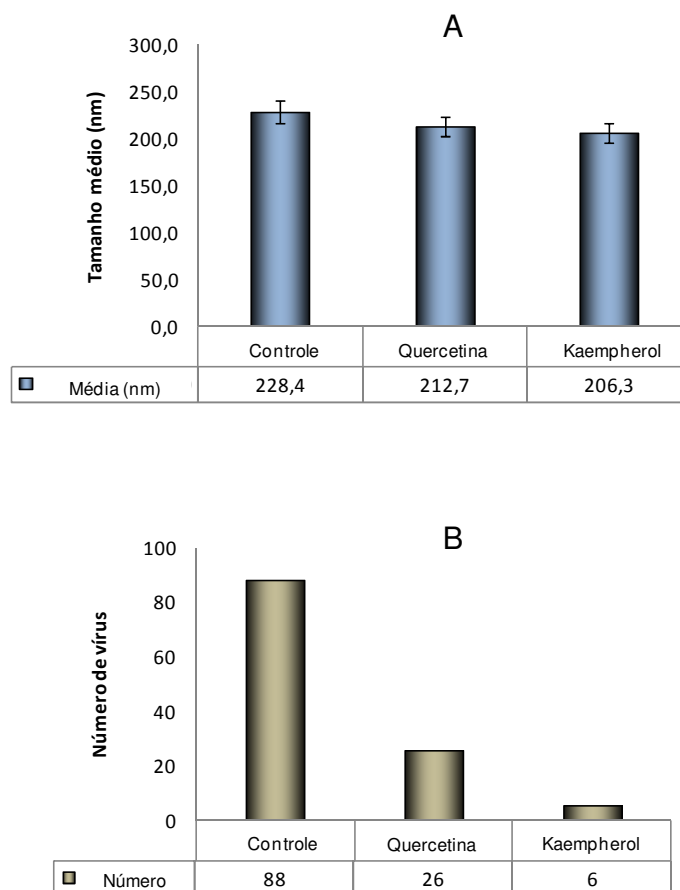 A
Tamanho médio (nm)
300,0
250,0
200,0
150,0
100,0
50,0
0,0
Controle Quercetina Kaempherol
Média (nm) 228,4 212,7 206,3
B
Número de vírus
100
80
60
40
20
0
Controle Quercetina Kaempherol
Número 88 26 6